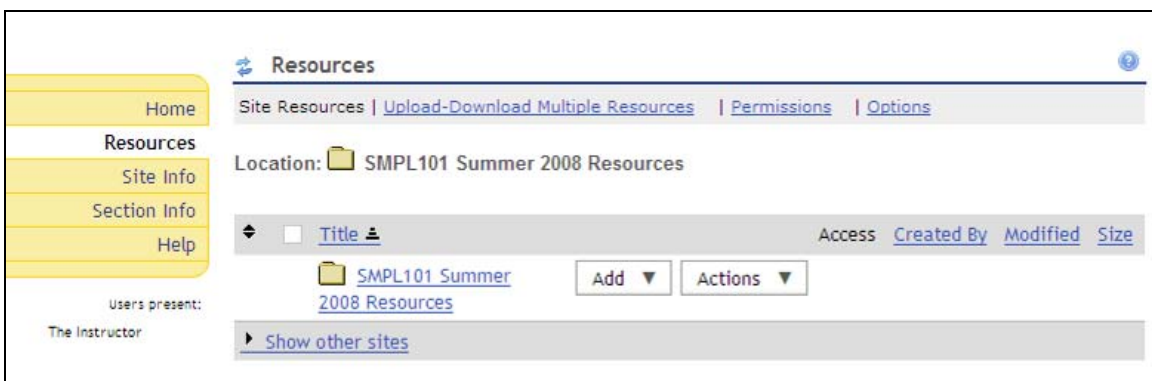 Resources
Home
Resources
Site Info
Section Info
Help
Users present:
The Instructor
Site Resources | Upload-Download Multiple Resources | Permissions | Options
Location: SMPL101 Summer 2008 Resources
Title Access Created By Modified Size
SMPL101 Summer
2008 Resources
Add Actions
Show other sites